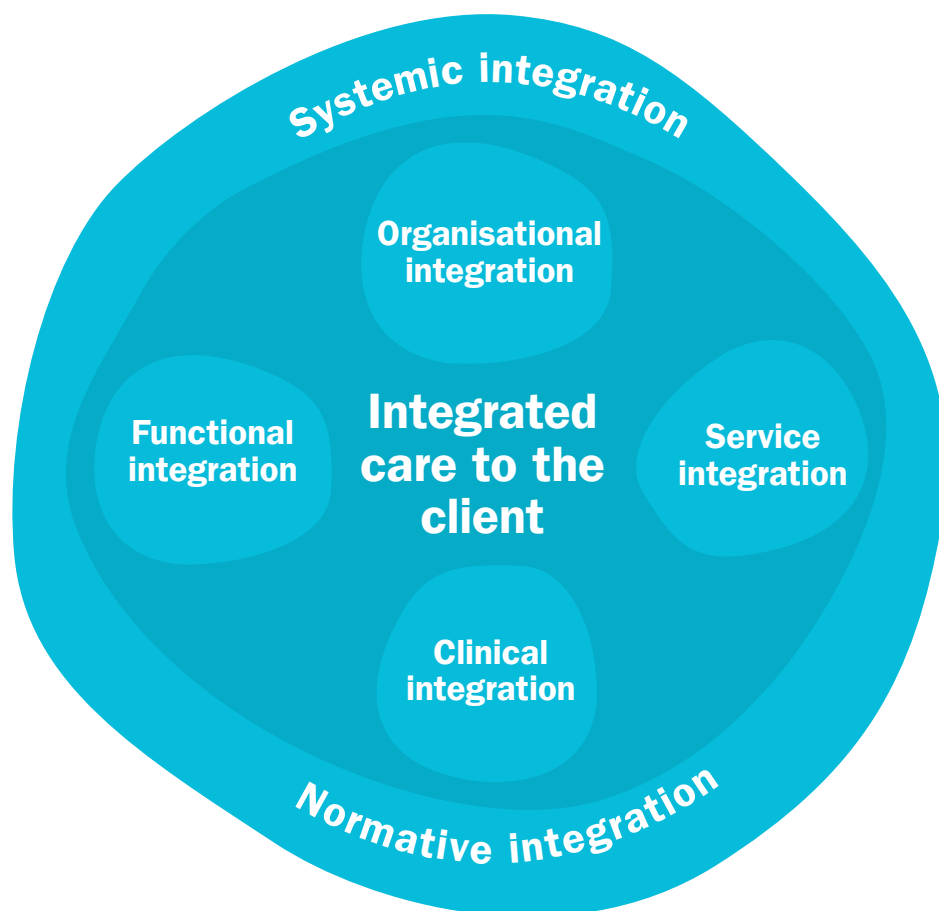 Systemic integration
Organisational
integration
Functional
integration
Integrated
care to the
client
Service
integration
Clinical
integration
Normative integration